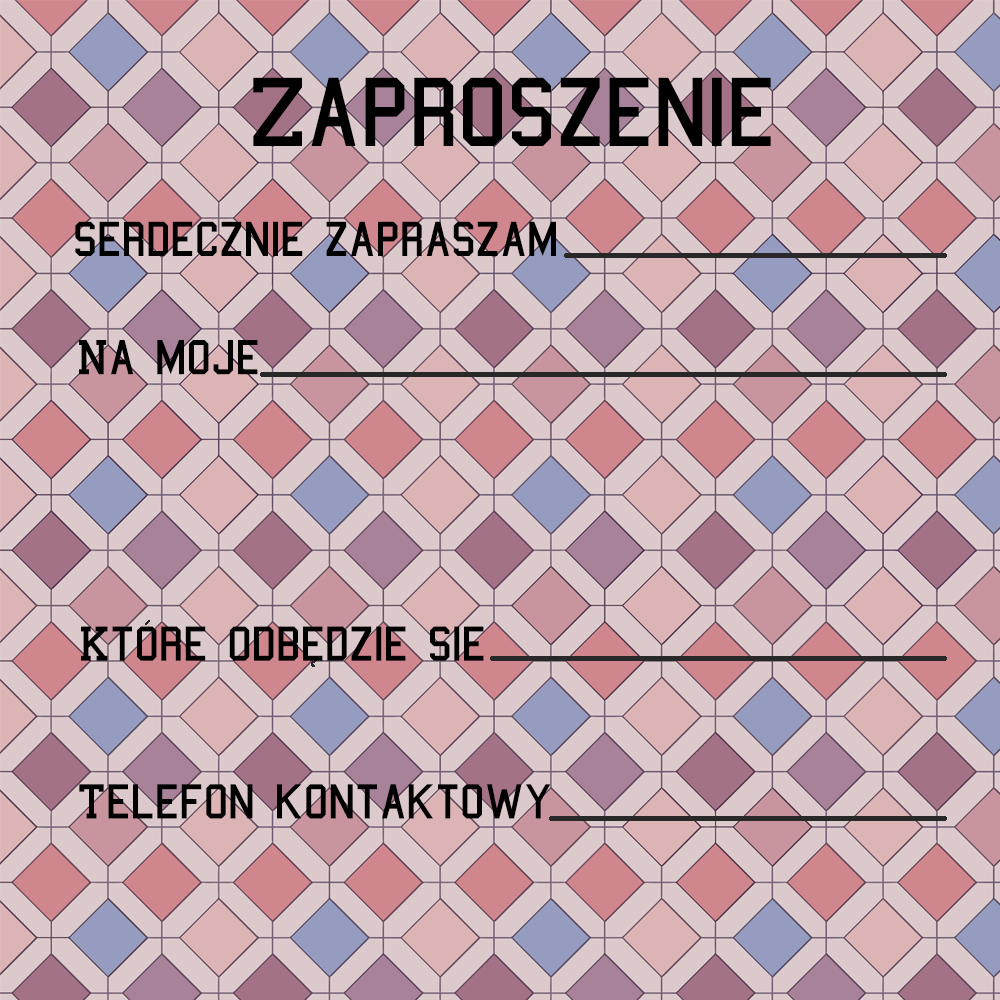 ZAPROSZENIE
SERDECZNIE ZAPRASZAM
NA MOJE
KTÓRE ODBĘDZIE SIE
TELEFON KONTAKTOWY